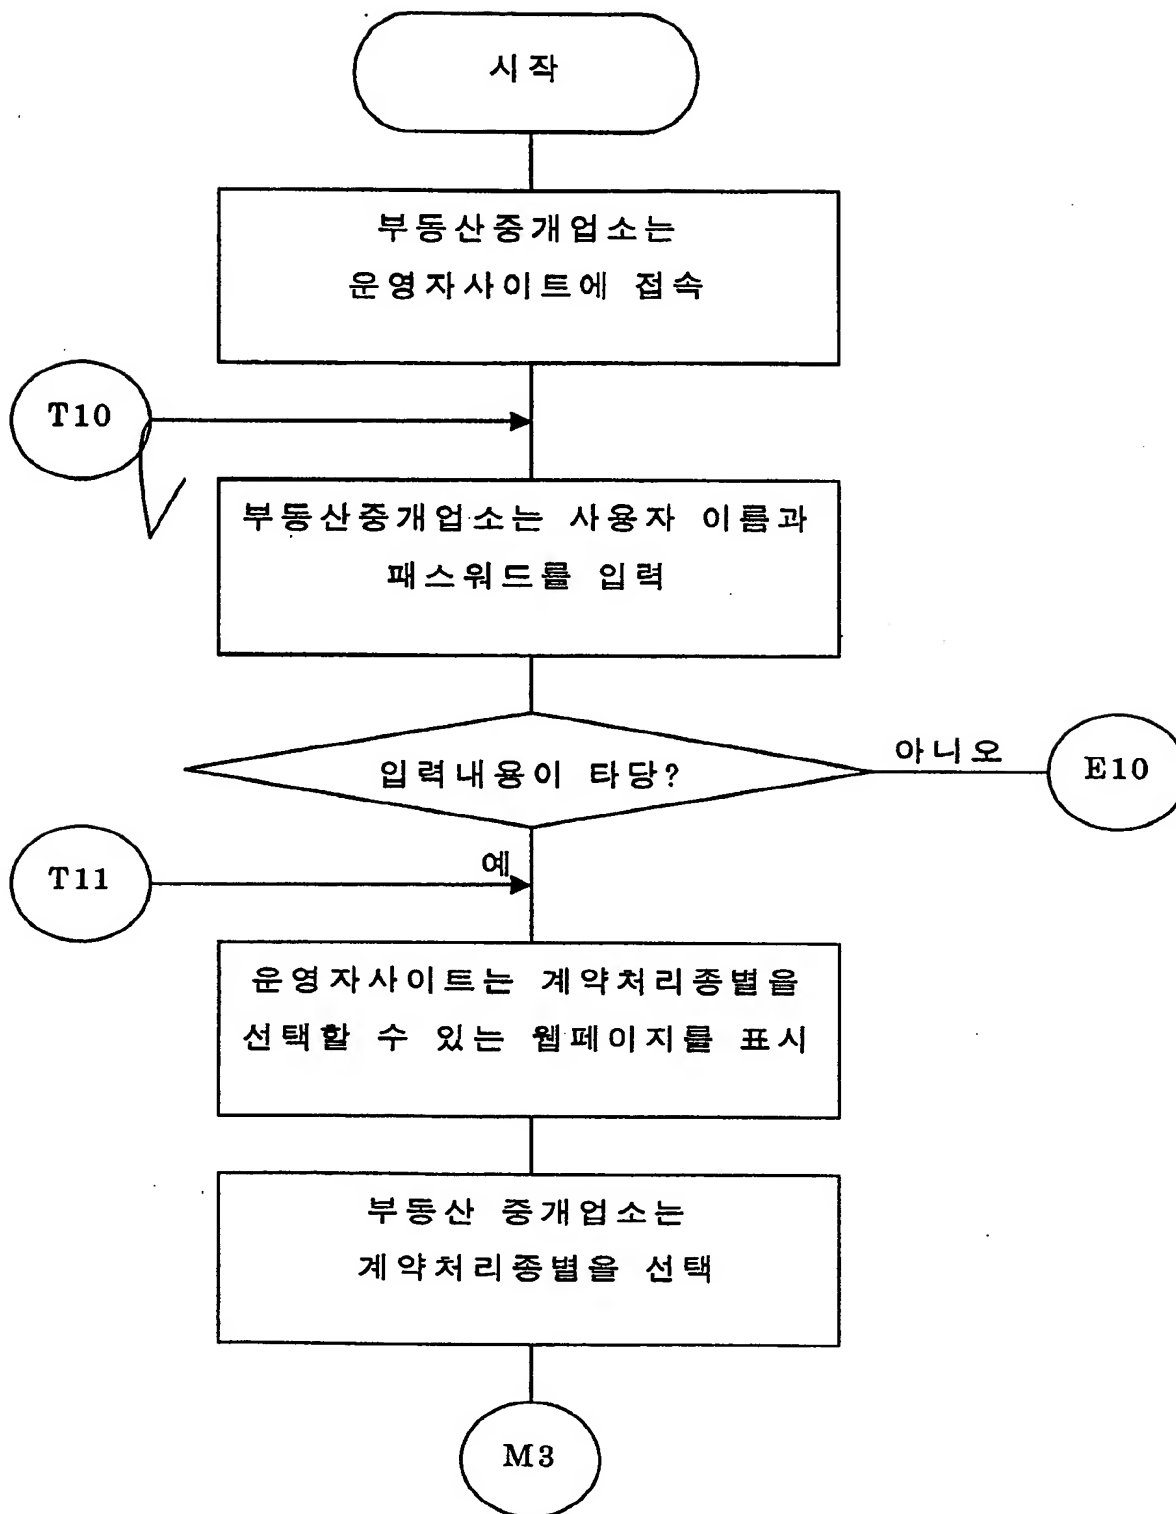 시작
부동산중개업소는
운영자사이트에 접속
T10
부동산중개업소는 사용자 이름과
패스워드를 입력
입력내용이 타당?
아니오
E10
예
T11
운영자사이트는 계약처리종별을
선택할 수 있는 웹페이지를 표시
부동산 중개업소는
계약처리종별을 선택
M3